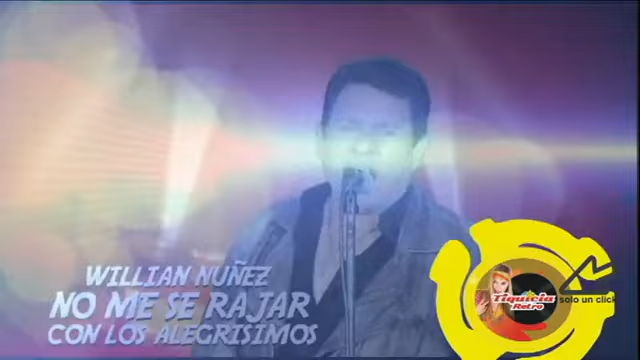 WILLIAN NUÑEZ
NO ME SE RAJAR
CON LOS ALEGRISIMOS
Tiquicia
Retro
solo un click